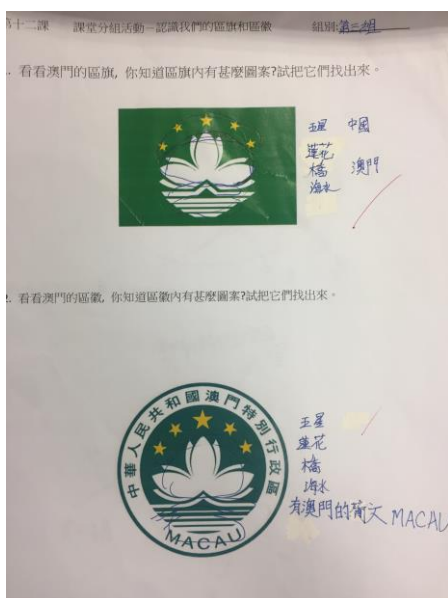 第十二課 課堂分組活動—認識我們的區旗和區徽 組別:第三組
. 看看澳門的區旗, 你知道區旗內有甚麼圖案?試把它們找出來。
五星 中國
蓮花
橋 澳門
海水
2. 看看澳門的區徽, 你知道區徽內有甚麼圖案?試把它們找出來。
中華人民共和國澳門特別行政區
MACAU
五星
蓮花
橋
海水
有澳門的葡文 MACAU